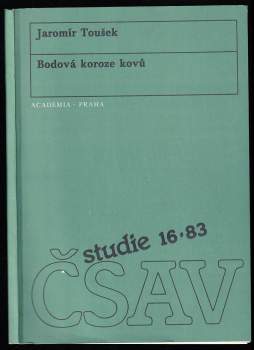 Jaromír Toušek
Bodová koroze kovů
ACADEMIA - PRAHA
studie 16·83
ČSAV